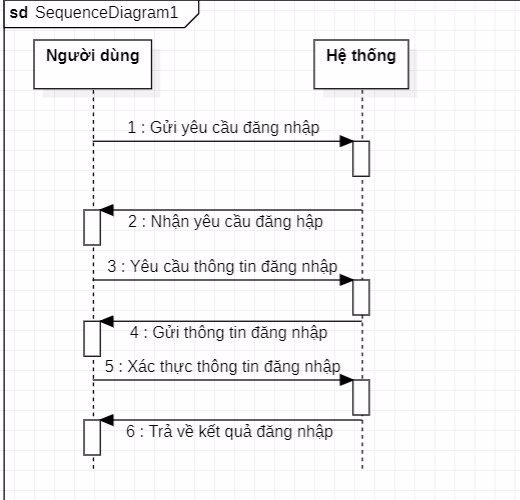 sd SequenceDiagram1
Người dùng
Hệ thống
1 : Gửi yêu cầu đăng nhập
2 : Nhận yêu cầu đăng hập
3 : Yêu cầu thông tin đăng nhập
4 : Gửi thông tin đăng nhập
5 : Xác thực thông tin đăng nhập
6 : Trả về kết quả đăng nhập